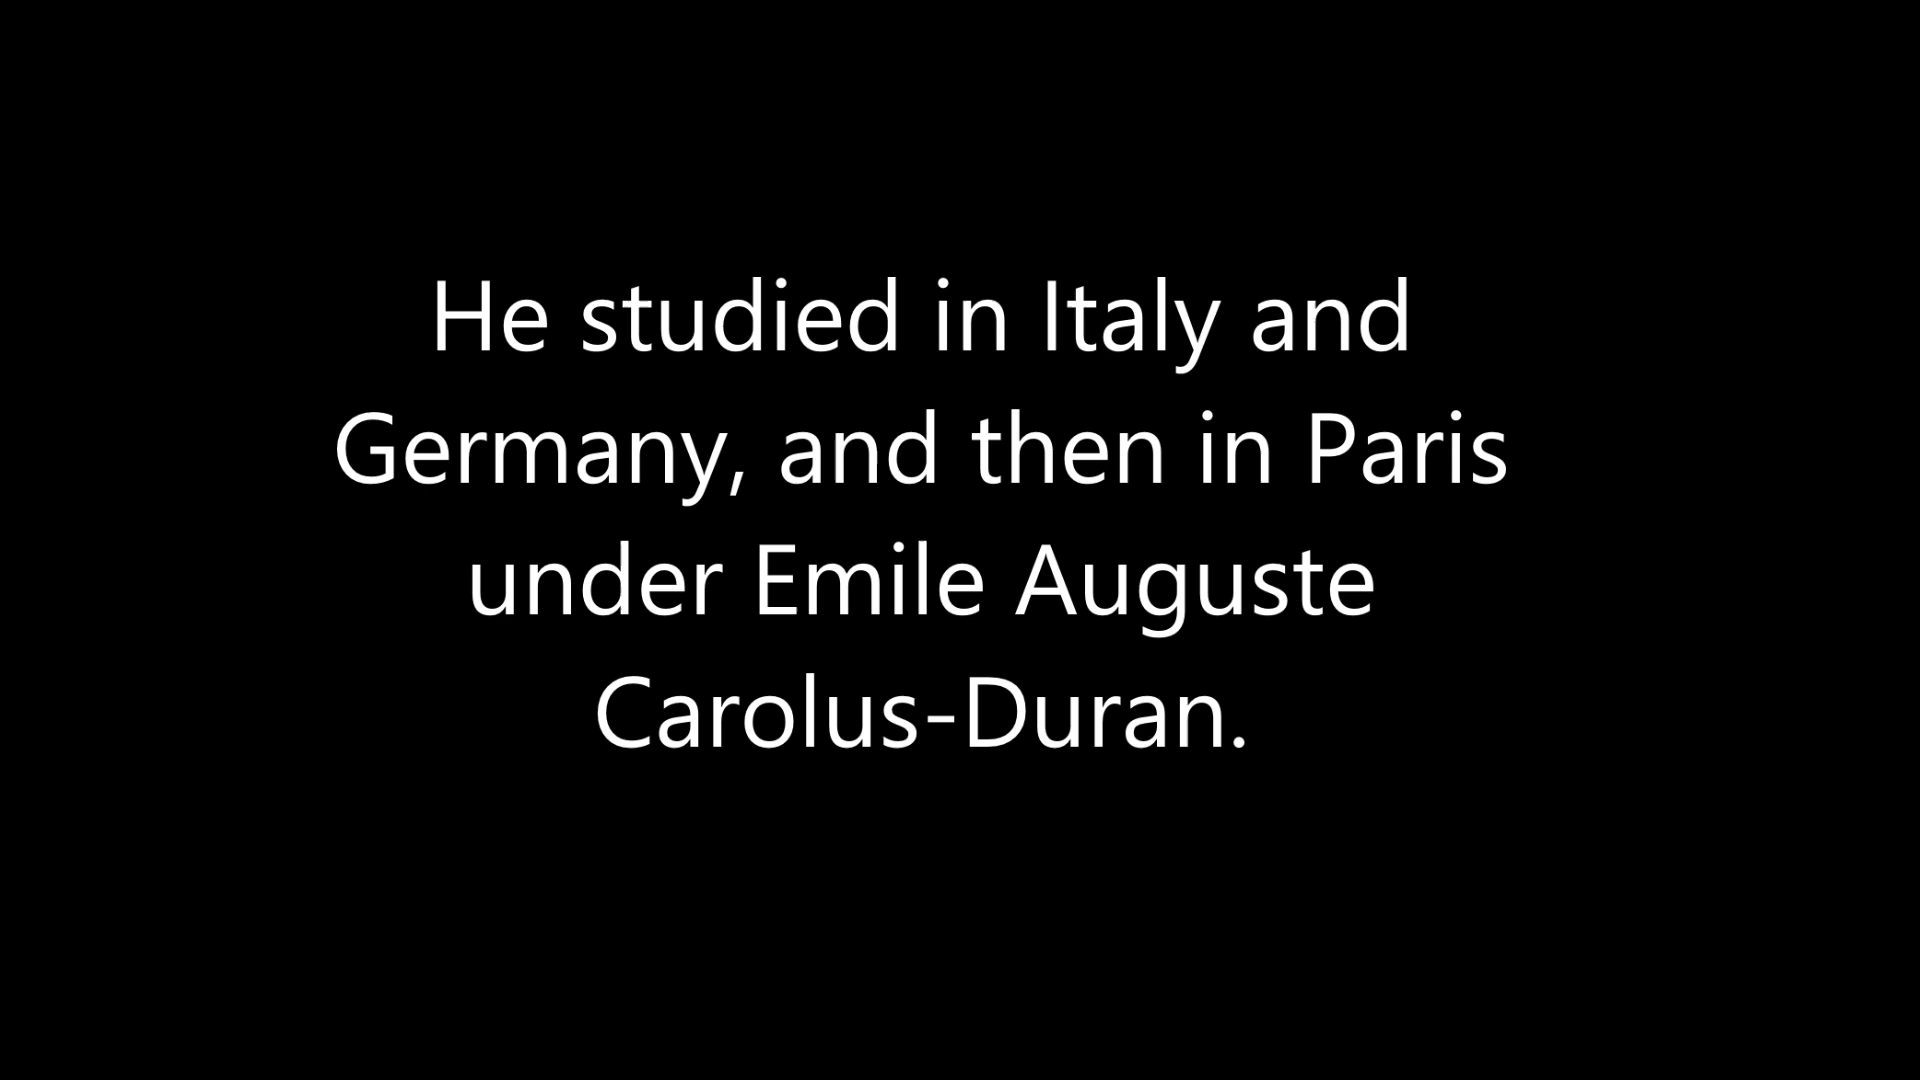 He studied in Italy and
Germany, and then in Paris
under Emile Auguste
Carolus-Duran.